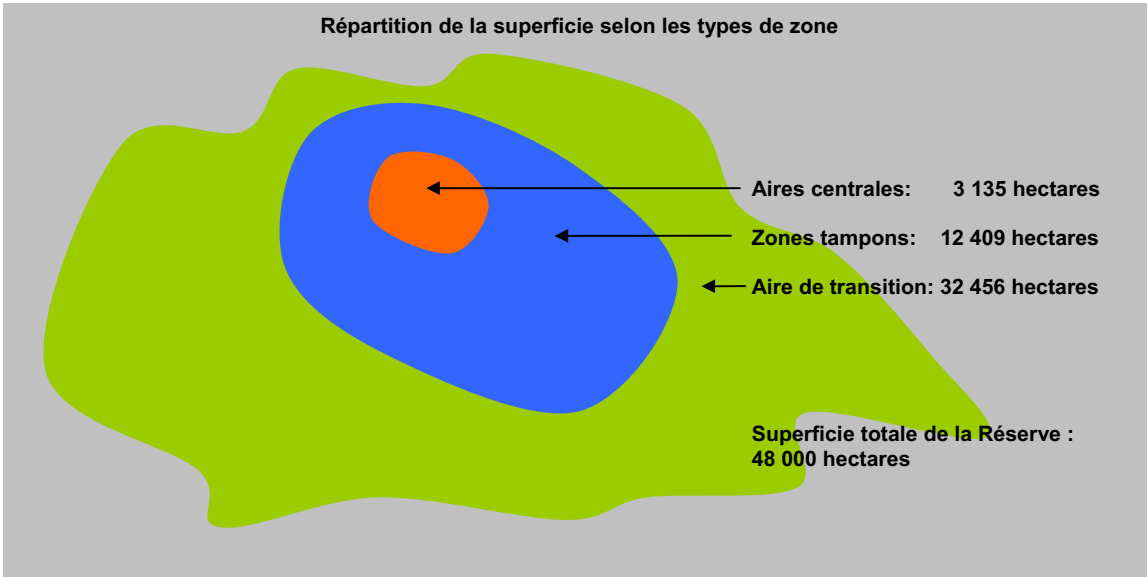 Répartition de la superficie selon les types de zone
Aires centrales: 3 135 hectares
Zones tampons: 12 409 hectares
Aire de transition: 32 456 hectares
Superficie totale de la Réserve :
48 000 hectares